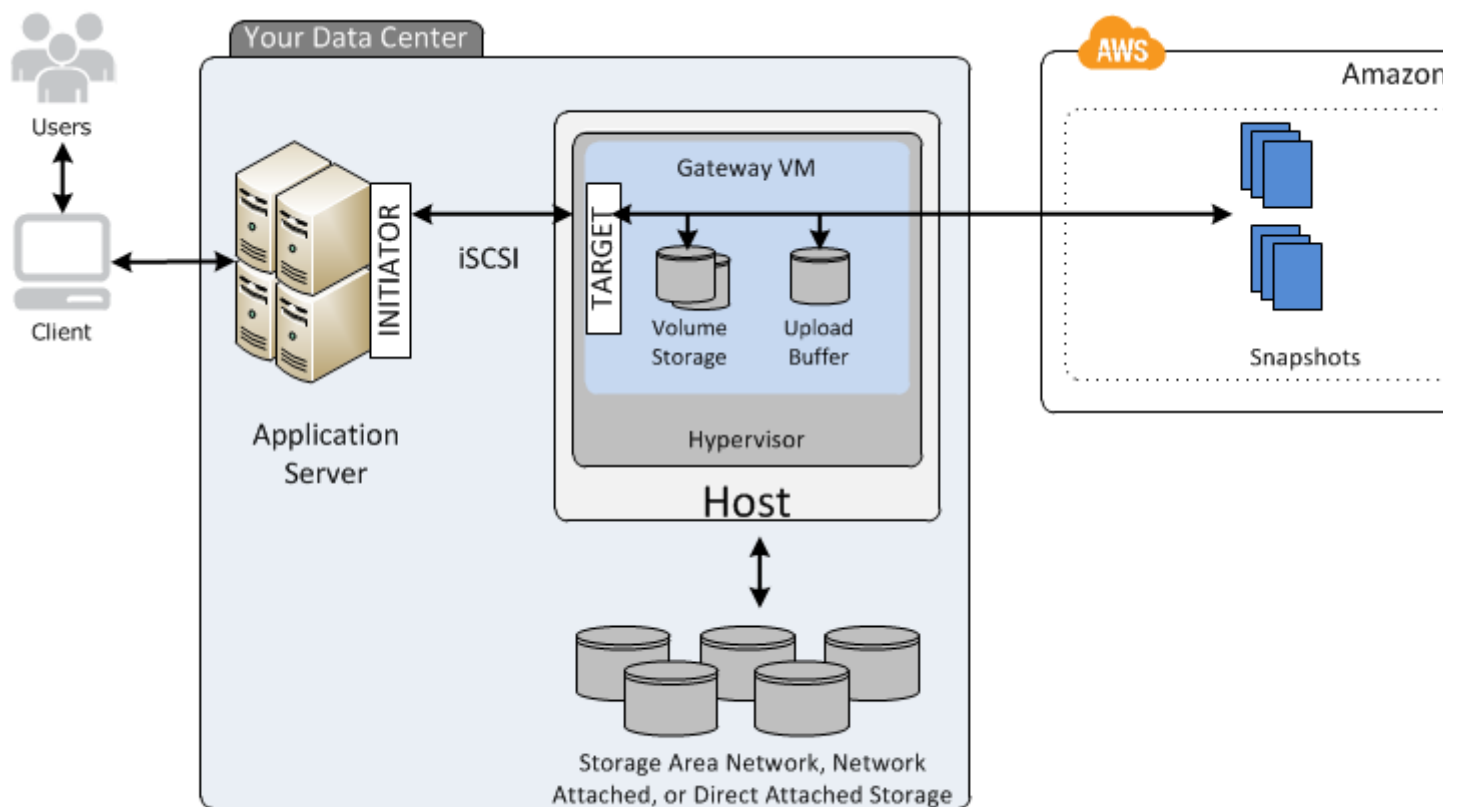 Your Data Center
AWS
Amazon
Users
Client
INITIATOR
iSCSI
Application
Server
Gateway VM
TARGET
Volume
Storage
Upload
Buffer
Hypervisor
Host
Snapshots
Storage Area Network, Network
Attached, or Direct Attached Storage